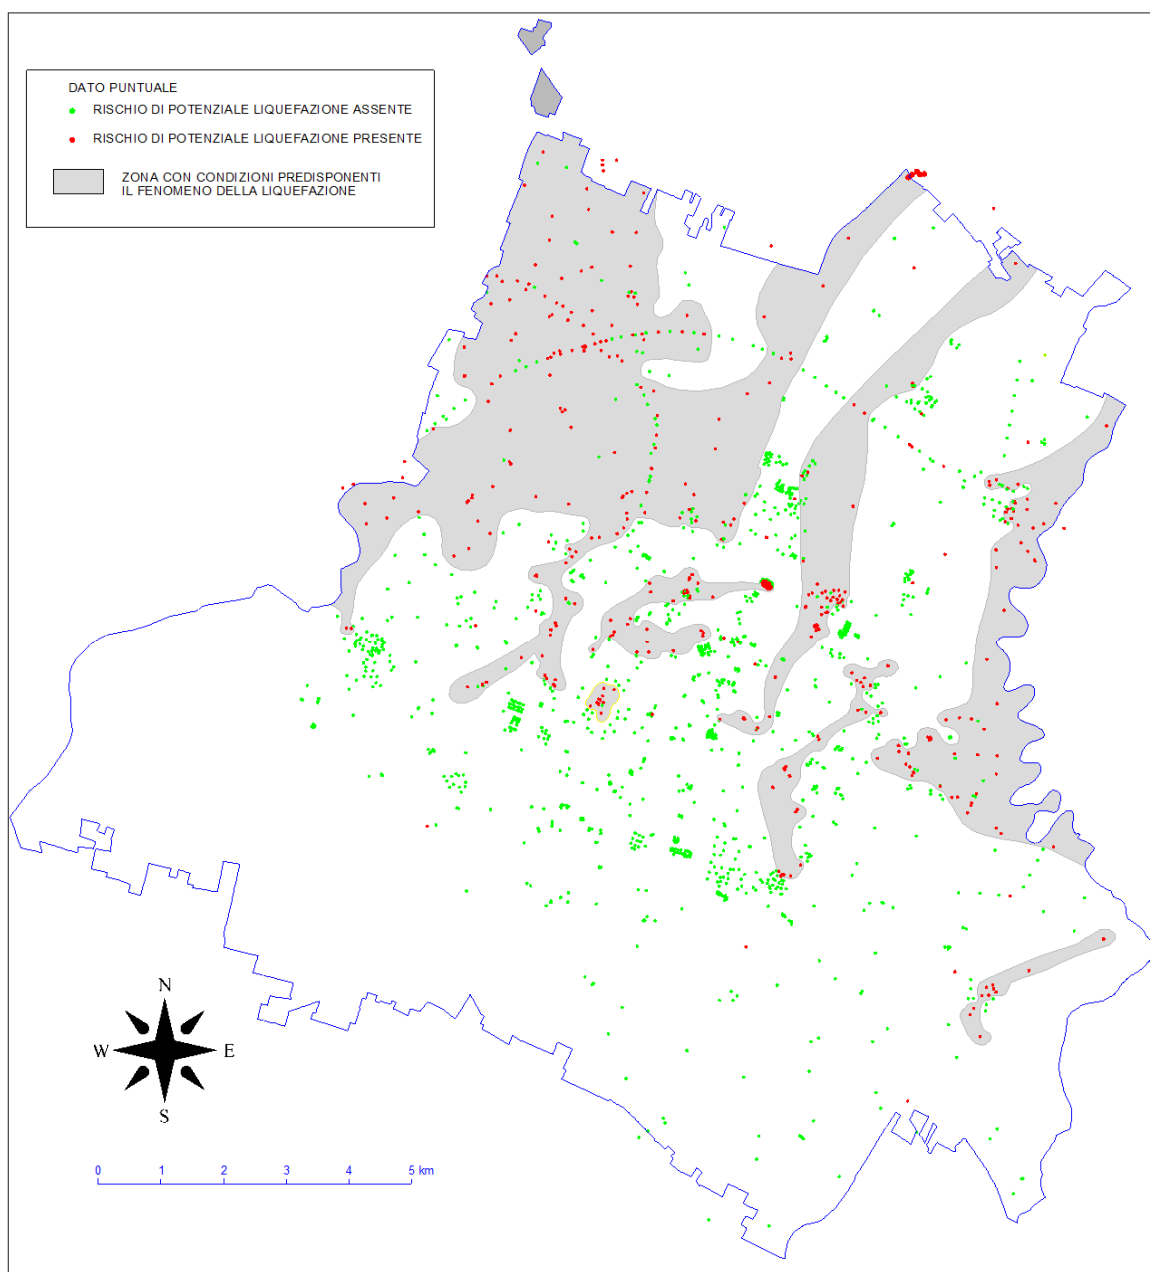 DATO PUNTUALE
RISCHIO DI POTENZIALE LIQUEFAZIONE ASSENTE
RISCHIO DI POTENZIALE LIQUEFAZIONE PRESENTE
ZONA CON CONDIZIONI PREDISPONENTI
IL FENOMENO DELLA LIQUEFAZIONE
N
W E
S
0 1 2 3 4 5 km